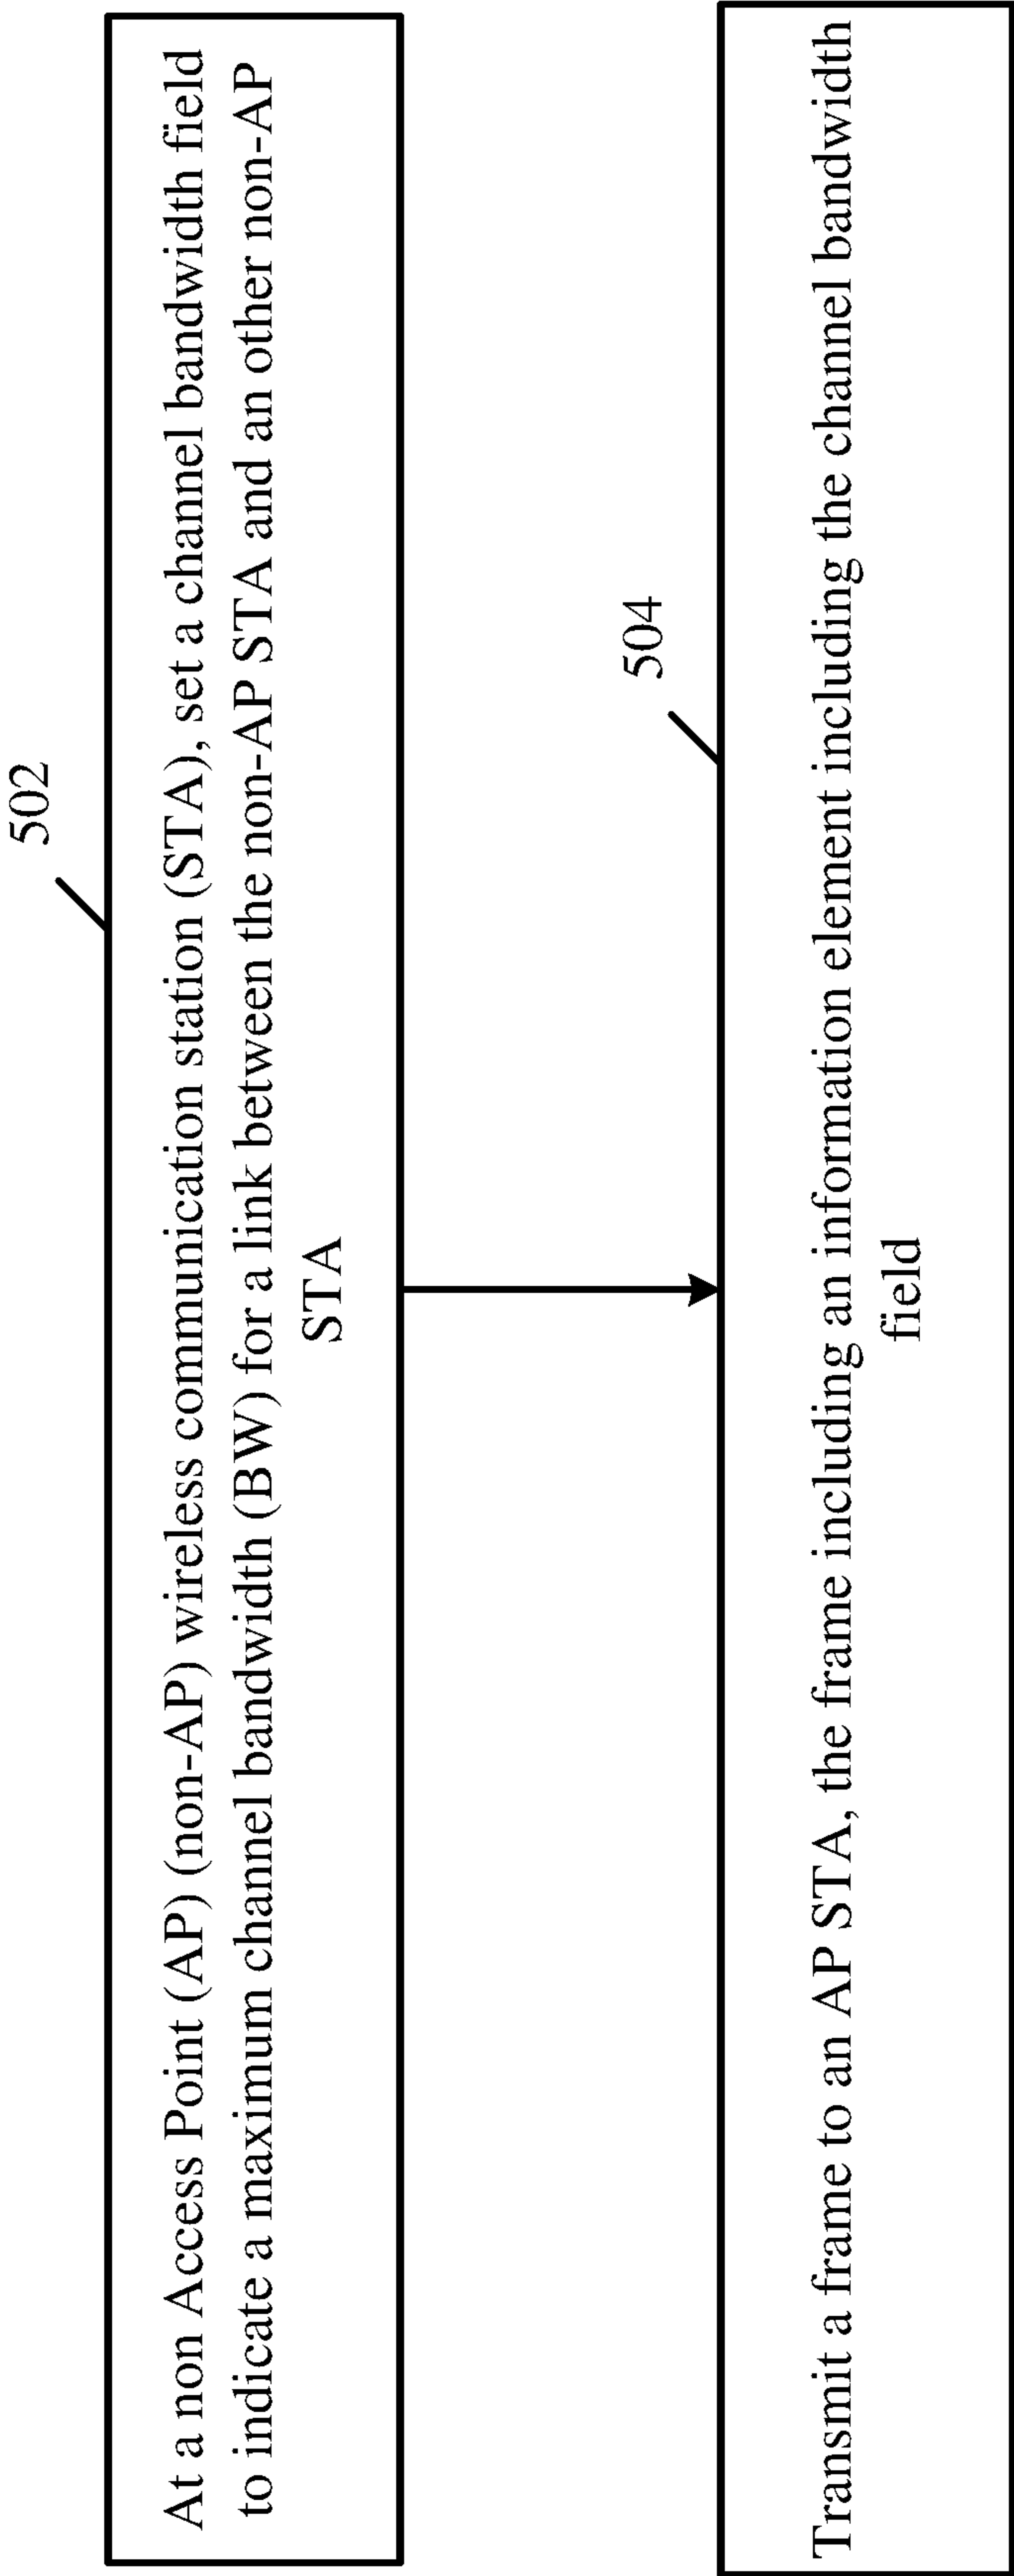 502
At a non Access Point (AP) (non-AP) wireless communication station (STA), set a channel bandwidth field
to indicate a maximum channel bandwidth (BW) for a link between the non-AP STA and an other non-AP
STA
504
Transmit a frame to an AP STA, the frame including an information element including the channel bandwidth
field